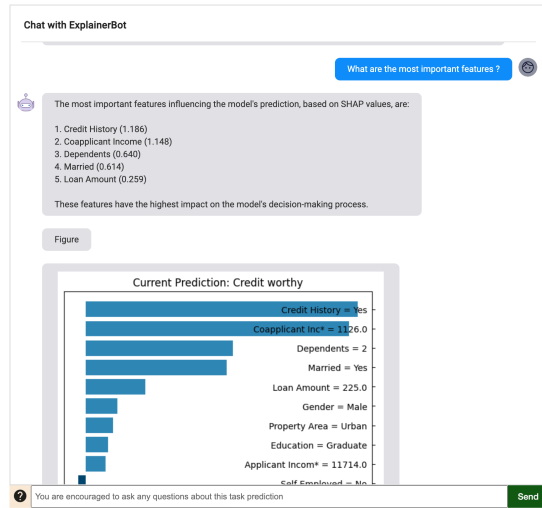 Chat with ExplainerBot
What are the most important features ?
The most important features influencing the model's prediction, based on SHAP values, are:
1. Credit History (1.186)
2. Coapplicant Income (1.148)
3. Dependents (0.640)
4. Married (0.614)
5. Loan Amount (0.259)
These features have the highest impact on the model's decision-making process.
Figure
Current Prediction: Credit worthy
Credit History = Yes
Coapplicant Inc* = 1126.0
Dependents = 2
Married = Yes
Loan Amount = 225.0
Gender = Male
Property Area = Urban
Education = Graduate
Applicant Incom* = 11714.0
Self Employed = No
?
You are encouraged to ask any questions about this task prediction
Send